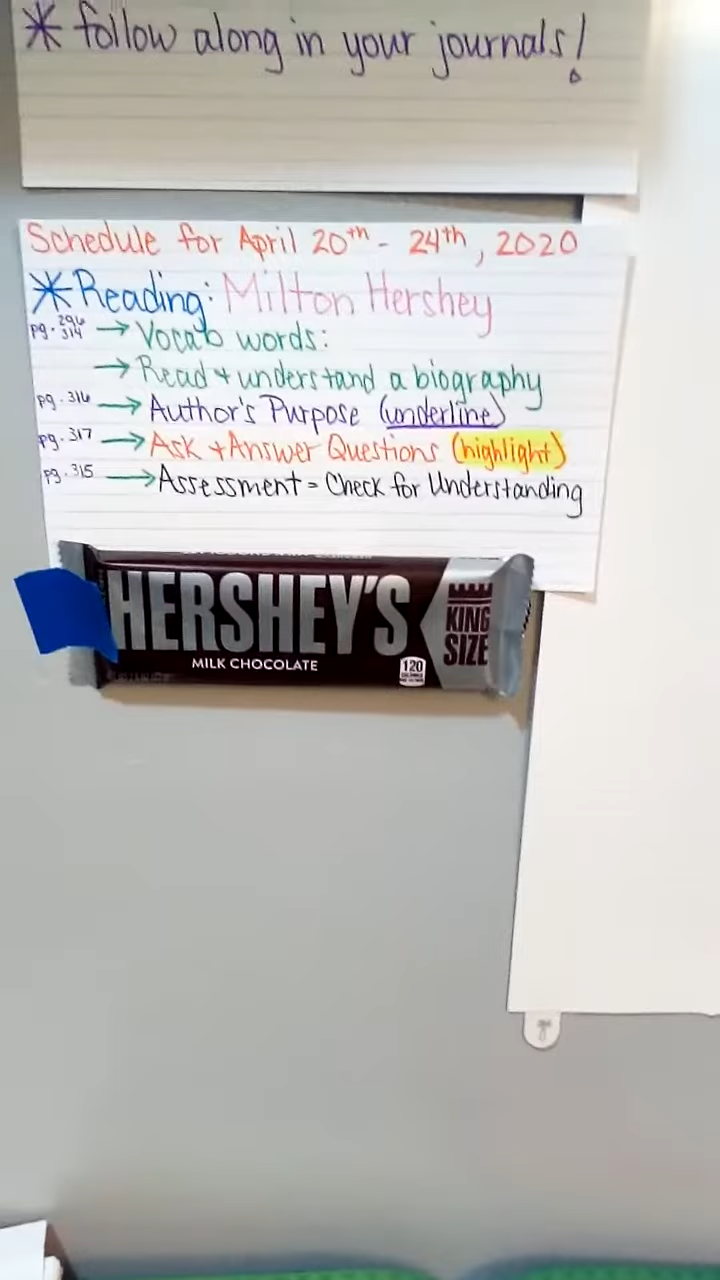 * follow along in your journals!
Schedule for April 20th - 24th, 2020
*Reading: Milton Hershey
pg. 296 314 → Vocab words:
→ Read + understand a biography
pg. 316 → Author's Purpose (underline)
pg. 317 → Ask + Answer Questions (highlight)
pg. 315 → Assessment = Check for Understanding
HERSHEY'S
KING
SIZE
MILK CHOCOLATE
120